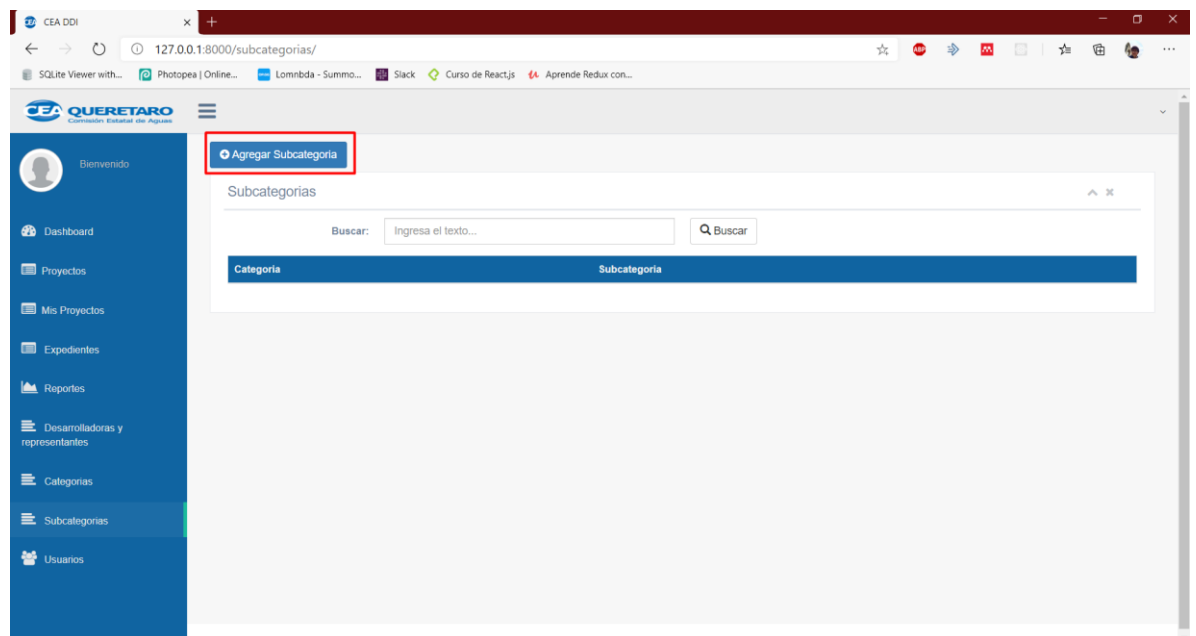 CEA DDI
127.0.0.1:8000/subcategorias/
SQLite Viewer with... Photopea | Online... Lomnbda - Summo... Slack Curso de React.js Aprende Redux con...
CEA QUERETARO
Comisión Estatal de Aguas
Bienvenido
Dashboard
Proyectos
Mis Proyectos
Expedientes
Reportes
Desarrolladoras y
representantes
Categorias
Subcategorias
Usuarios
Agregar Subcategoria
Subcategorias
Buscar: Ingresa el texto... Buscar
Categoria Subcategoria